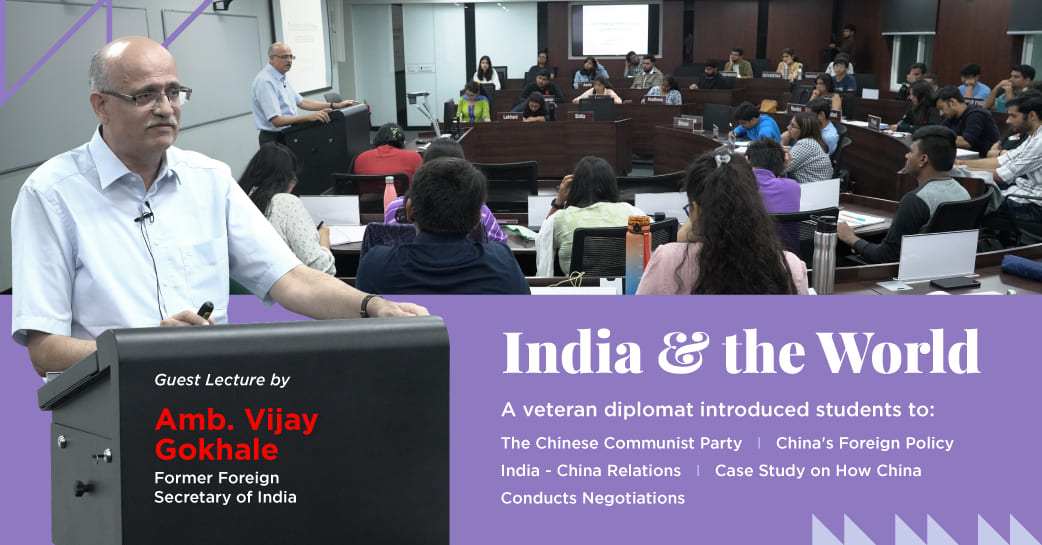 Guest Lecture by
Amb. Vijay
Gokhale
Former Foreign
Secretary of India
India & the World
A veteran diplomat introduced students to:
The Chinese Communist Party | China's Foreign Policy
India - China Relations | Case Study on How China
Conducts Negotiations